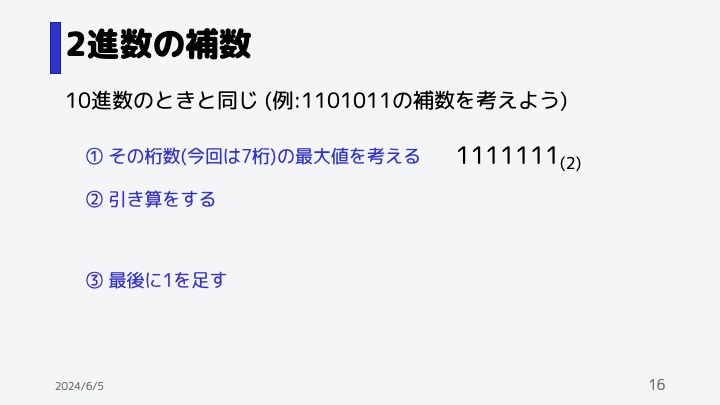 2進数の補数
10進数のときと同じ (例:1101011の補数を考えよう)
① その桁数(今回は7桁)の最大値を考える 1111111(2)
② 引き算をする
③ 最後に1を足す
2024/6/5 16